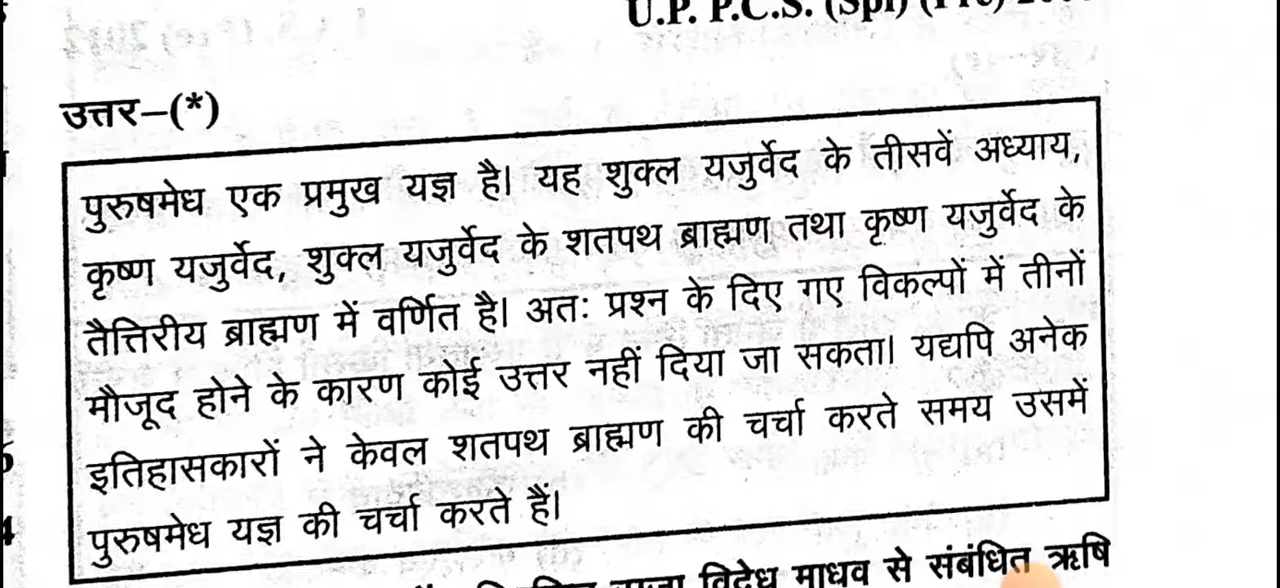 U.P. P.C.S. (Spl) (Pre)
उत्तर–(*)
पुरुषमेध एक प्रमुख यज्ञ है। यह शुक्ल यजुर्वेद के तीसवें अध्याय,
कृष्ण यजुर्वेद, शुक्ल यजुर्वेद के शतपथ ब्राह्मण तथा कृष्ण यजुर्वेद के
तैत्तिरीय ब्राह्मण में वर्णित है। अतः प्रश्न के दिए गए विकल्पों में तीनों
मौजूद होने के कारण कोई उत्तर नहीं दिया जा सकता। यद्यपि अनेक
इतिहासकारों ने केवल शतपथ ब्राह्मण की चर्चा करते समय उसमें
पुरुषमेध यज्ञ की चर्चा करते हैं।
विदेध माधव से संबंधित ऋषि